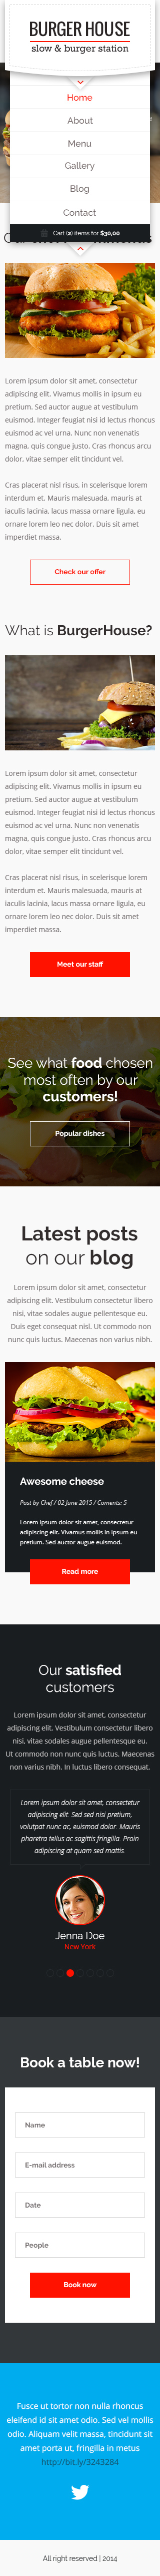 BURGER HOUSE
slow & burger station
Home
About
Menu
Gallery
Blog
Contact
Cart (2) items for $30,00
Lorem ipsum dolor sit amet, consectetur
adipiscing elit. Vivamus mollis in ipsum eu
pretium. Sed auctor augue at vestibulum
euismod. Integer feugiat nisi id lectus rhoncus
euismod ac vel urna. Nunc non venenatis
magna, quis congue justo. Cras rhoncus arcu
dolor, vitae semper elit tincidunt vel.
Cras placerat nisl risus, in scelerisque lorem
interdum et. Mauris malesuada, mauris at
iaculis lacinia, lacus massa ornare ligula, eu
ornare lorem leo nec dolor. Duis sit amet
imperdiet massa.
Check our offer
What is BurgerHouse?
Lorem ipsum dolor sit amet, consectetur
adipiscing elit. Vivamus mollis in ipsum eu
pretium. Sed auctor augue at vestibulum
euismod. Integer feugiat nisi id lectus rhoncus
euismod ac vel urna. Nunc non venenatis
magna, quis congue justo. Cras rhoncus arcu
dolor, vitae semper elit tincidunt vel.
Cras placerat nisl risus, in scelerisque lorem
interdum et. Mauris malesuada, mauris at
iaculis lacinia, lacus massa ornare ligula, eu
ornare lorem leo nec dolor. Duis sit amet
imperdiet massa.
Meet our staff
See what food chosen
most often by our
customers!
Popular dishes
Latest posts
on our blog
Lorem ipsum dolor sit amet, consectetur
adipiscing elit. Vestibulum consectetur libero
nisi, vitae sodales augue pellentesque eu.
Duis eget consequat nisl. Ut commodo non
nunc quis luctus. Maecenas non varius nibh.
Awesome cheese
Post by Chef / 02 June 2015 / Coments: 5
Lorem ipsum dolor sit amet, consectetur
adipiscing elit. Vivamus mollis in ipsum eu
pretium. Sed auctor augue euismod.
Read more
Our satisfied
customers
Lorem ipsum dolor sit amet, consectetur
adipiscing elit. Vestibulum consectetur libero
nisi, vitae sodales augue pellentesque eu.
Ut commodo non nunc quis luctus. Maecenas
non varius nibh. In luctus libero consequat.
Lorem ipsum dolor sit amet, consectetur
adipiscing elit. Sed sed nisi pretium,
volutpat nunc ac, euismod dolor. Mauris
pharetra tellus ac sagittis fringilla. Proin
adipiscing at quam sed mattis.
Jenna Doe
New York
Book a table now!
Name
E-mail address
Date
People
Book now
Fusce ut tortor non nulla rhoncus
eleifend id sit amet odio. Sed vel mollis
odio. Aliquam velit massa, tincidunt sit
amet porta ut, fringilla in metus
http://bit.ly/3243284
All right reserved | 2014